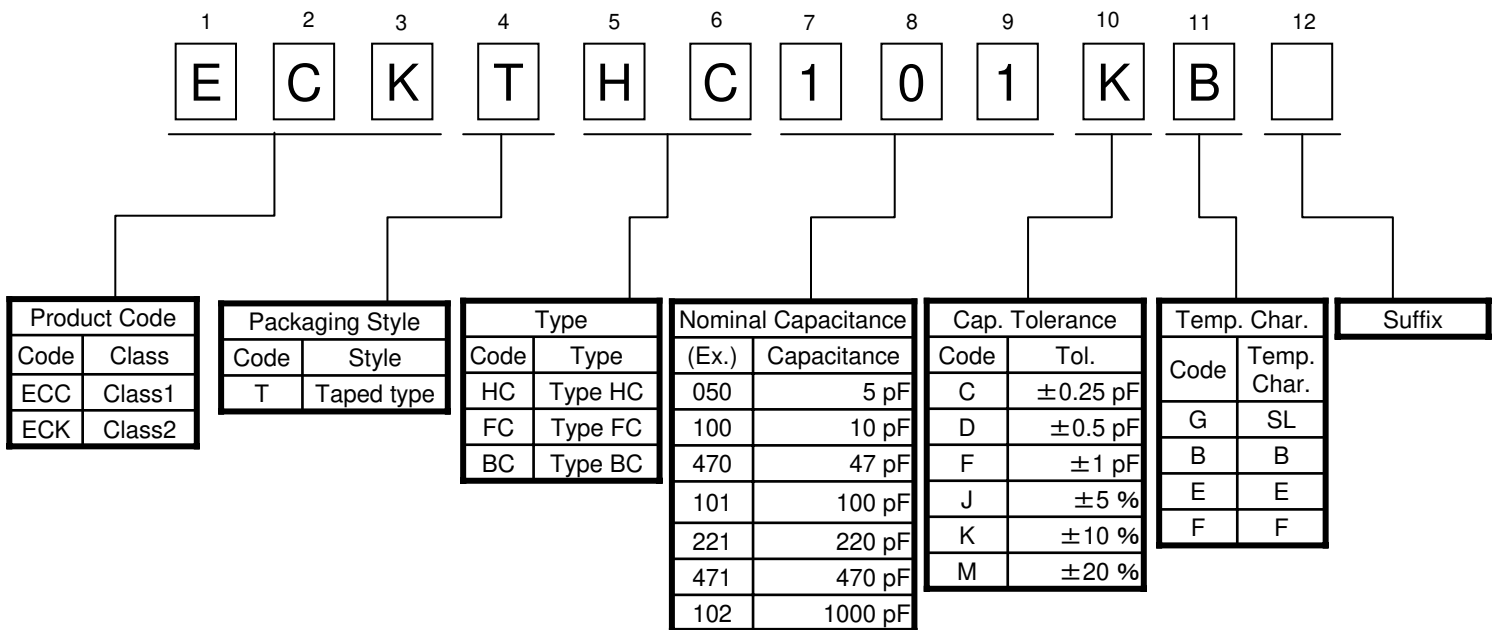 1 2 3 4 5 6 7 8 9 10 11 12
E C K T H C 1 0 1 K B
Product Code
Code Class
ECC Class1
ECK Class2
Packaging Style
Code Style
T Taped type
Type
Code Type
HC Type HC
FC Type FC
BC Type BC
Nominal Capacitance
(Ex.) Capacitance
050 5 pF
100 10 pF
470 47 pF
101 100 pF
221 220 pF
471 470 pF
102 1000 pF
Cap. Tolerance
Code Tol.
C ±0.25 pF
D ±0.5 pF
F ±1 pF
J ±5 %
K ±10 %
M ±20 %
Temp. Char.
Code Temp.
Char.
G SL
B B
E E
F F
Suffix